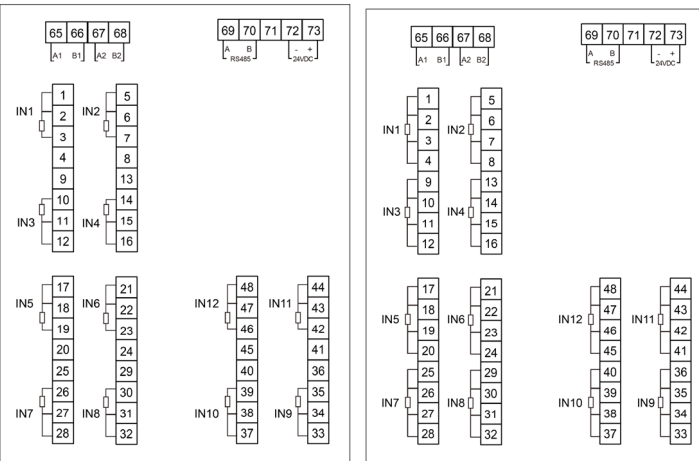 65 66 67 68
A1 B1 A2 B2
69 70 71 72 73
A B - +
RS485 24VDC
IN1 1 2 3 4
IN2 5 6 7 8
IN3 9 10 11 12
IN4 13 14 15 16
IN5 17 18 19 20
IN6 21 22 23 24
IN7 25 26 27 28
IN8 29 30 31 32
IN12 48 47 46 45
IN11 44 43 42 41
IN10 40 39 38 37
IN9 36 35 34 33
65 66 67 68
A1 B1 A2 B2
69 70 71 72 73
A B - +
RS485 24VDC
IN1 1 2 3 4
IN2 5 6 7 8
IN3 9 10 11 12
IN4 13 14 15 16
IN5 17 18 19 20
IN6 21 22 23 24
IN7 25 26 27 28
IN8 29 30 31 32
IN12 48 47 46 45
IN11 44 43 42 41
IN10 40 39 38 37
IN9 36 35 34 33